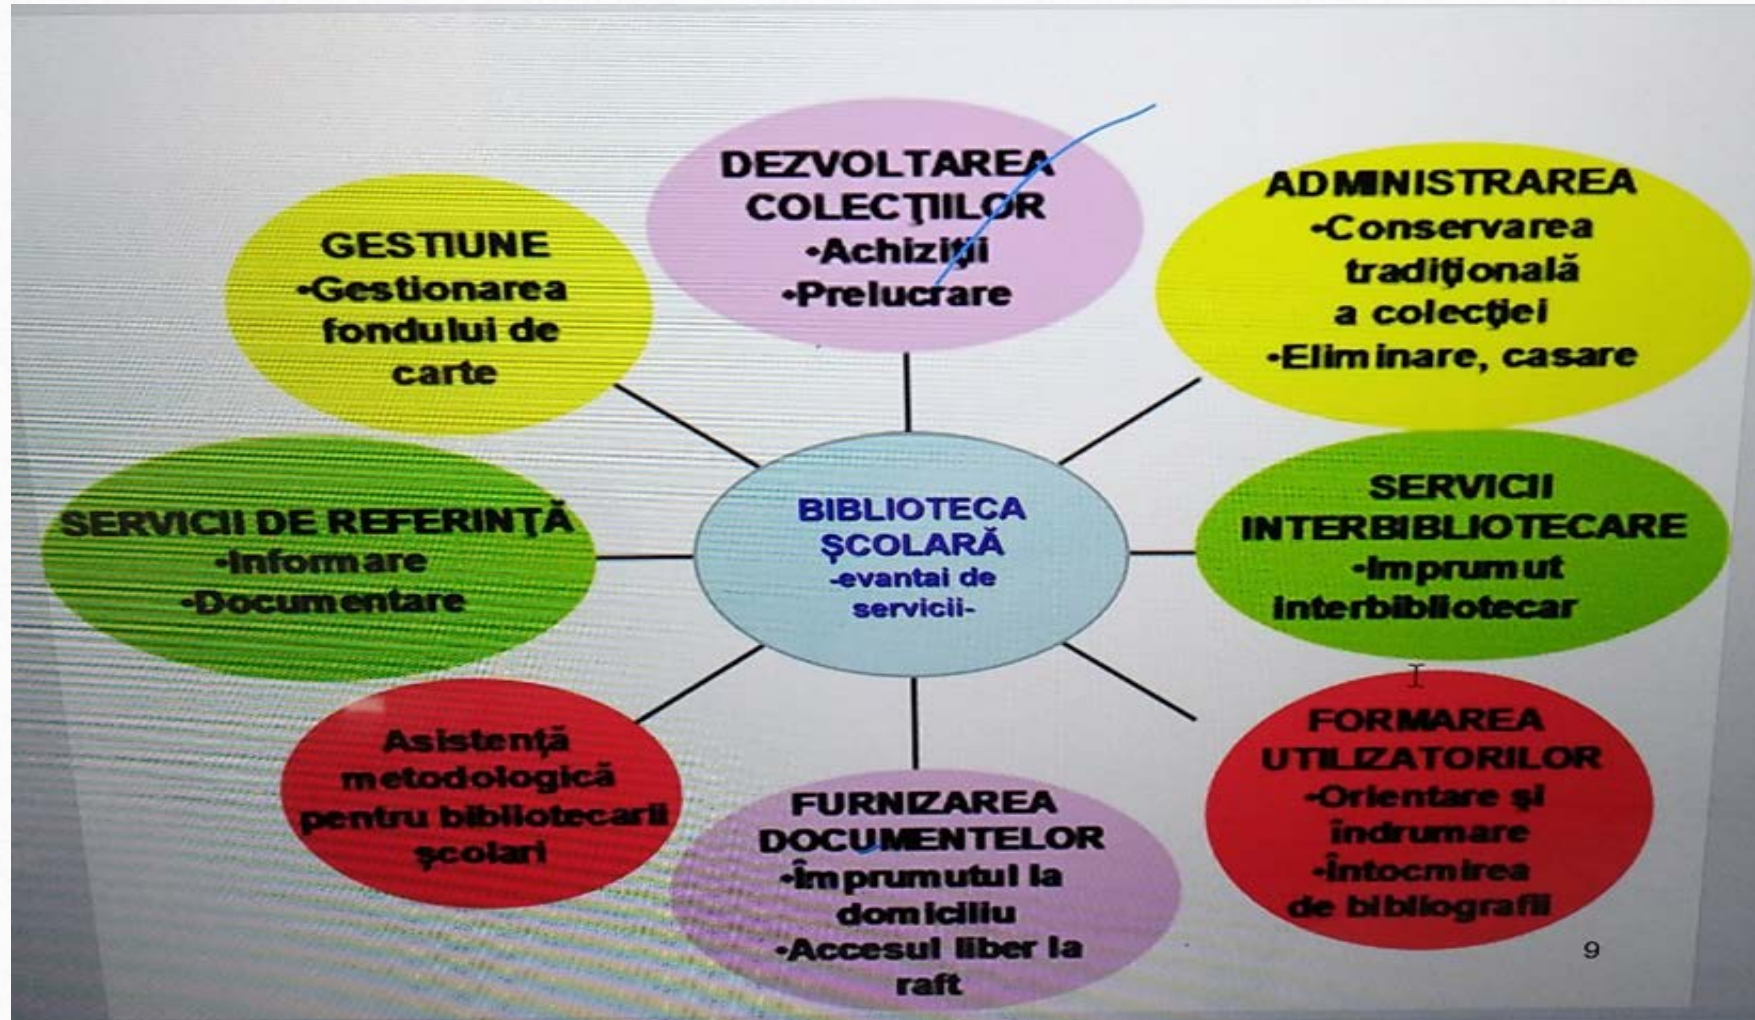 DEZVOLTAREA
COLECŢIILOR
•Achiziţii
•Prelucrare
ADMINISTRAREA
•Conservarea
tradiţională
a colecţiei
•Eliminare, casare
GESTIUNE
•Gestionarea
fondului de
carte
SERVICII DE REFERINŢĂ
•Informare
•Documentare
BIBLIOTECA
ŞCOLARĂ
-evantai de
servicii-
SERVICII
INTERBIBLIOTECARE
•Imprumut
interbibliotecar
Asistenţă
metodologică
pentru bibliotecarii
şcolari
FURNIZAREA
DOCUMENTELOR
•Împrumutul la
domiciliu
•Accesul liber la
raft
FORMAREA
UTILIZATORILOR
•Orientare şi
îndrumare
•Întocmirea
de bibliografii
9